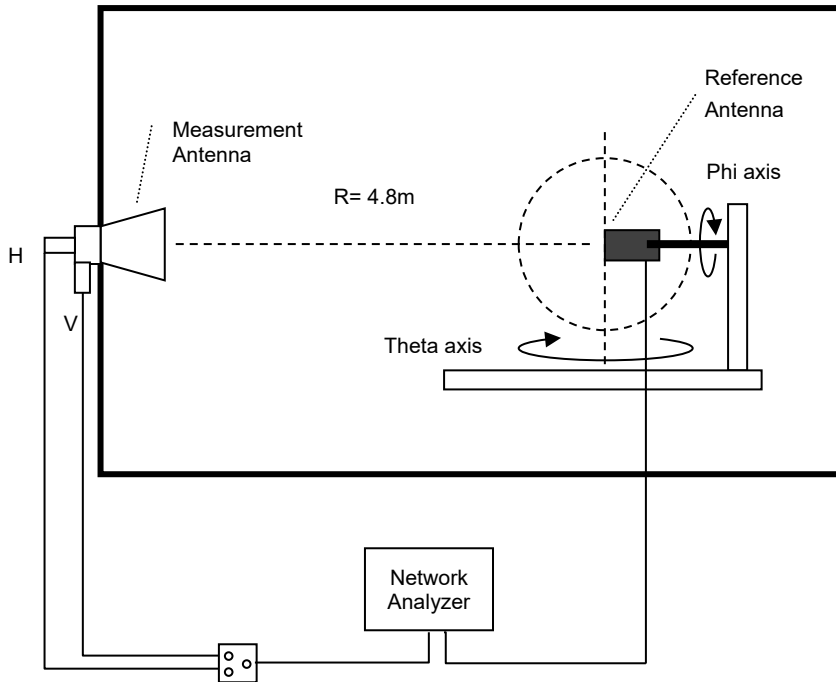 Reference
Antenna
Measurement
Antenna
Phi axis
R= 4.8m
H
V
Theta axis
Network
Analyzer